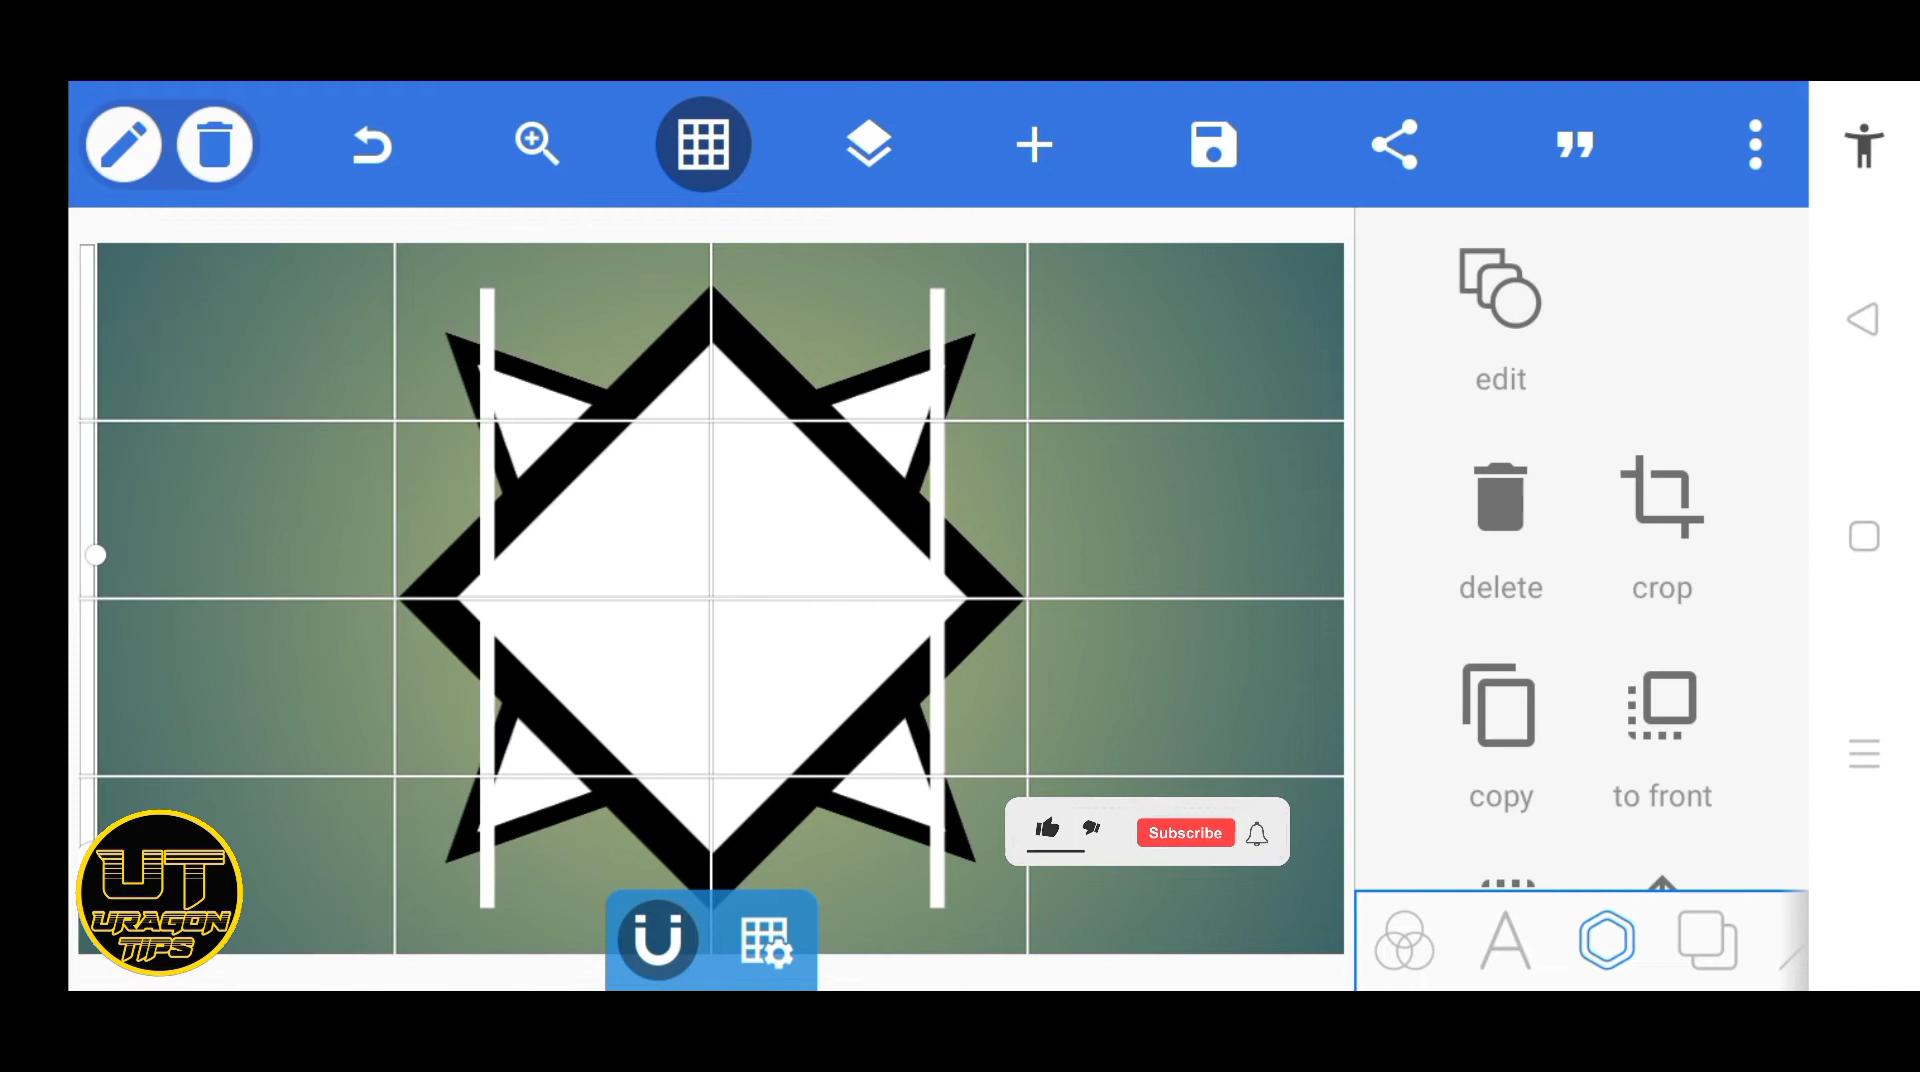 edit
delete
crop
copy
to front
Subscribe
UT
URAGON
TIPS